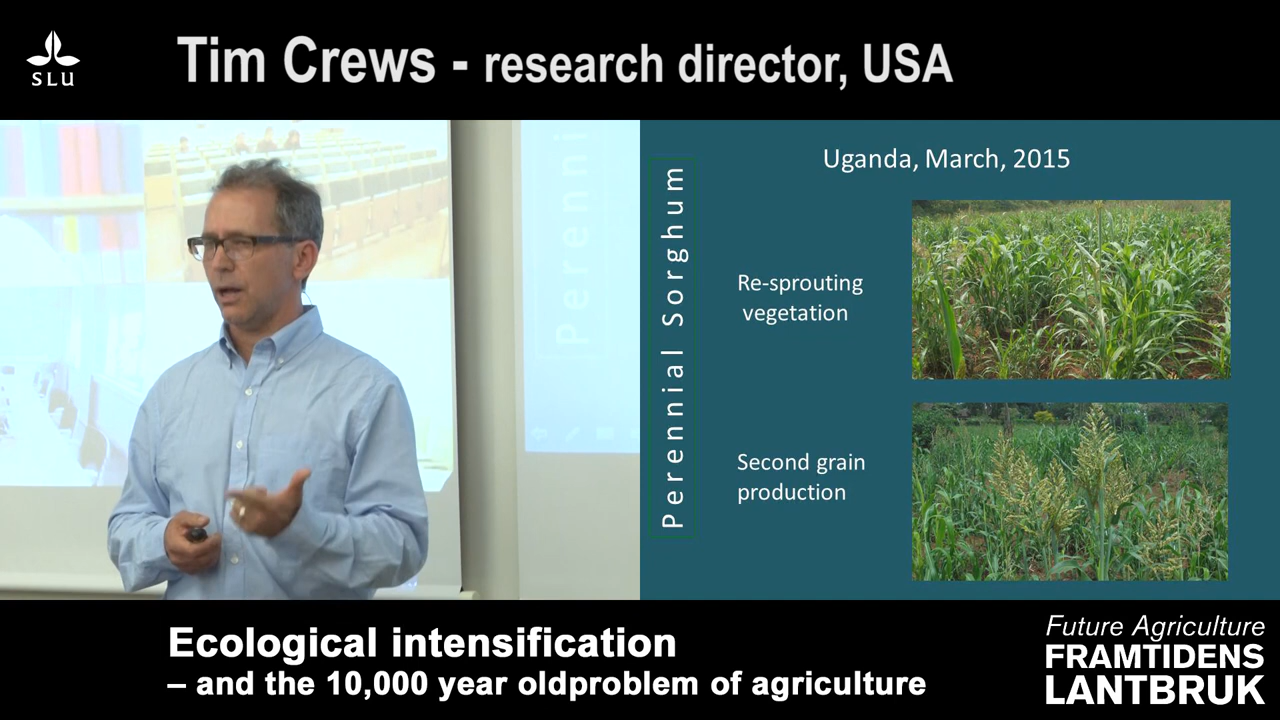 SLU
Tim Crews - research director, USA
Perenni
Perennial Sorghum
Uganda, March, 2015
Re-sprouting
vegetation
Second grain
production
Ecological intensification
– and the 10,000 year oldproblem of agriculture
Future Agriculture
FRAMTIDENS
LANTBRUK